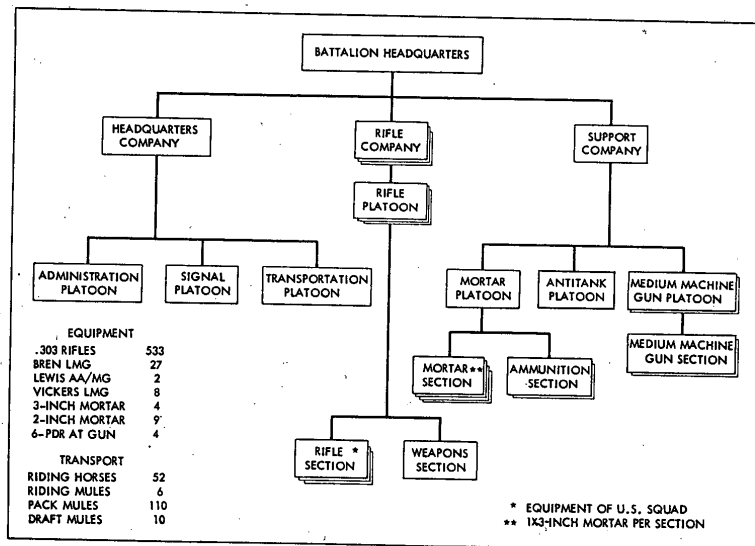 BATTALION HEADQUARTERS
HEADQUARTERS
COMPANY
RIFLE
COMPANY
SUPPORT
COMPANY
RIFLE
PLATOON
ADMINISTRATION
PLATOON
SIGNAL
PLATOON
TRANSPORTATION
PLATOON
MORTAR
PLATOON
ANTITANK
PLATOON
MEDIUM MACHINE
GUN PLATOON
MORTAR **
SECTION
AMMUNITION
SECTION
MEDIUM MACHINE
GUN SECTION
RIFLE *
SECTION
WEAPONS
SECTION
EQUIPMENT
.303 RIFLES 533
BREN LMG 27
LEWIS AA/MG 2
VICKERS LMG 8
3-INCH MORTAR 4
2-INCH MORTAR 9
6-PDR AT GUN 4
TRANSPORT
RIDING HORSES 52
RIDING MULES 6
PACK MULES 110
DRAFT MULES 10
* EQUIPMENT OF U.S. SQUAD
** 1X3-INCH MORTAR PER SECTION